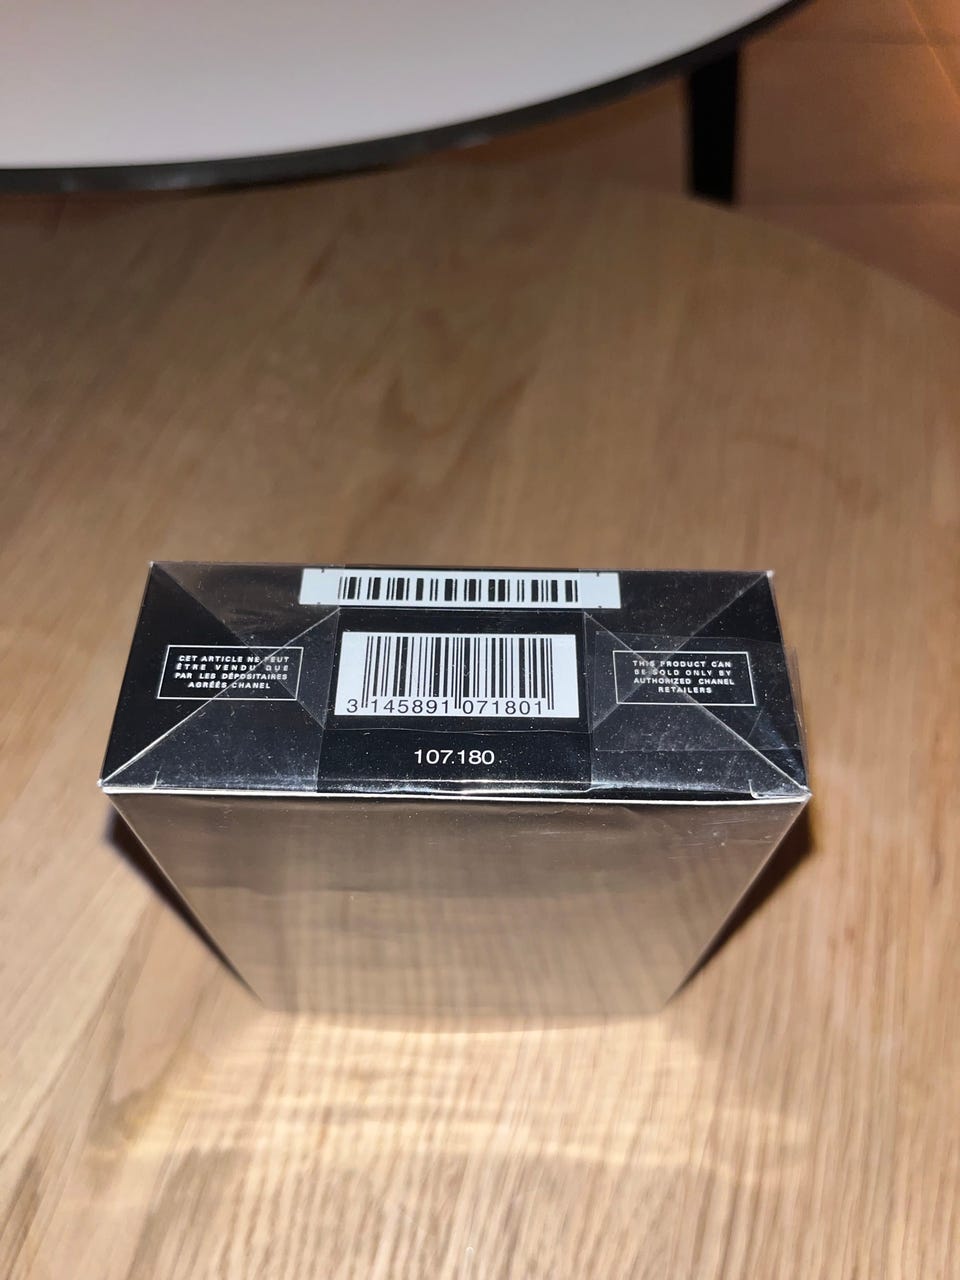 CET ARTICLE NE PEUT
ÊTRE VENDU QUE
PAR LES DÉPOSITAIRES
AGRÉÉS CHANEL
3 145891 071801
107.180
THIS PRODUCT CAN
BE SOLD ONLY BY
AUTHORIZED CHANEL
RETAILERS